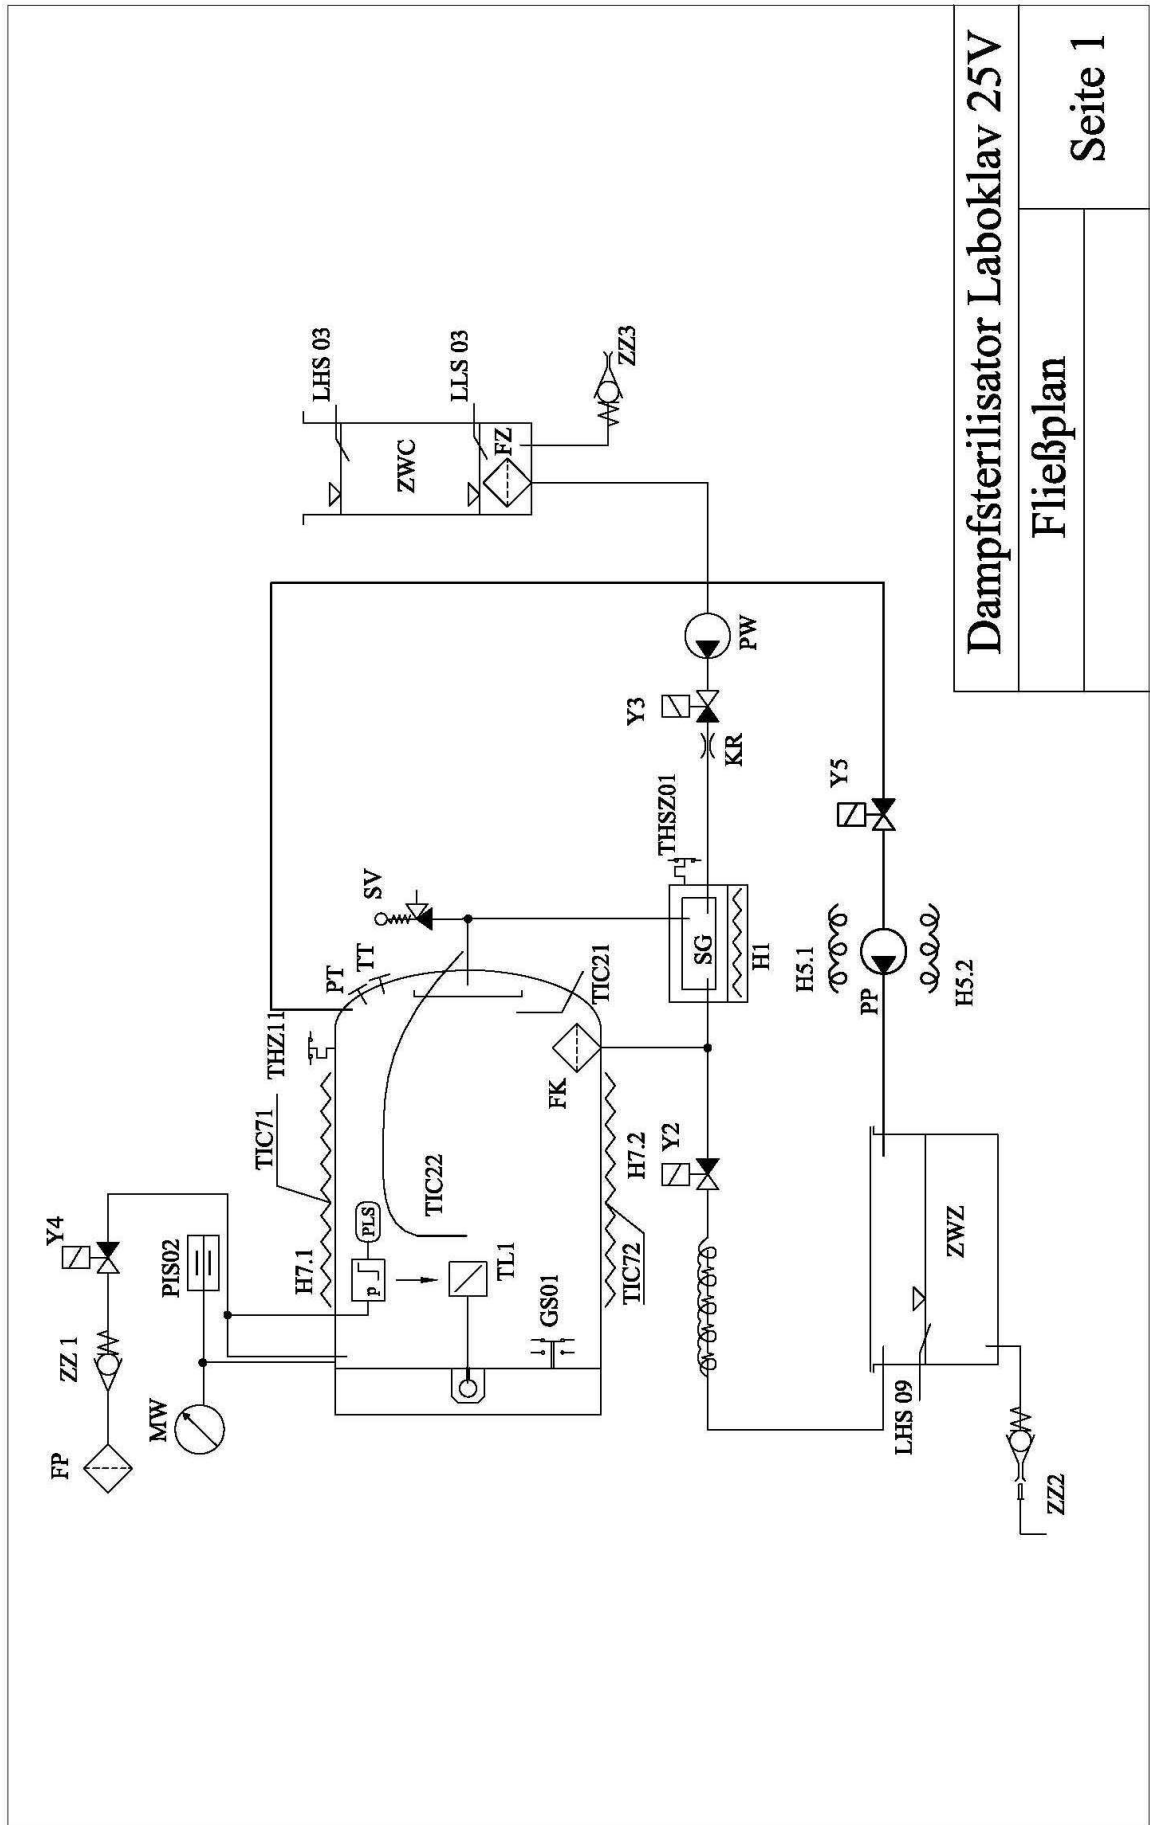 FP
ZZ 1
Y4
MW
PIS02
TIC71
THZ11
H7.1
PT
TT
SV
LHS 03
ZWC
LLS 03
FZ
ZZ3
PLS
p
TIC22
TL1
GS01
TIC21
FK
H7.2
TIC72
Y2
SG
H1
THSZ01
Y3
KR
PW
H5.1
PP
H5.2
Y5
LHS 09
ZWZ
ZZ2
Dampfsterilisator Laboklav 25V
Fließplan
Seite 1